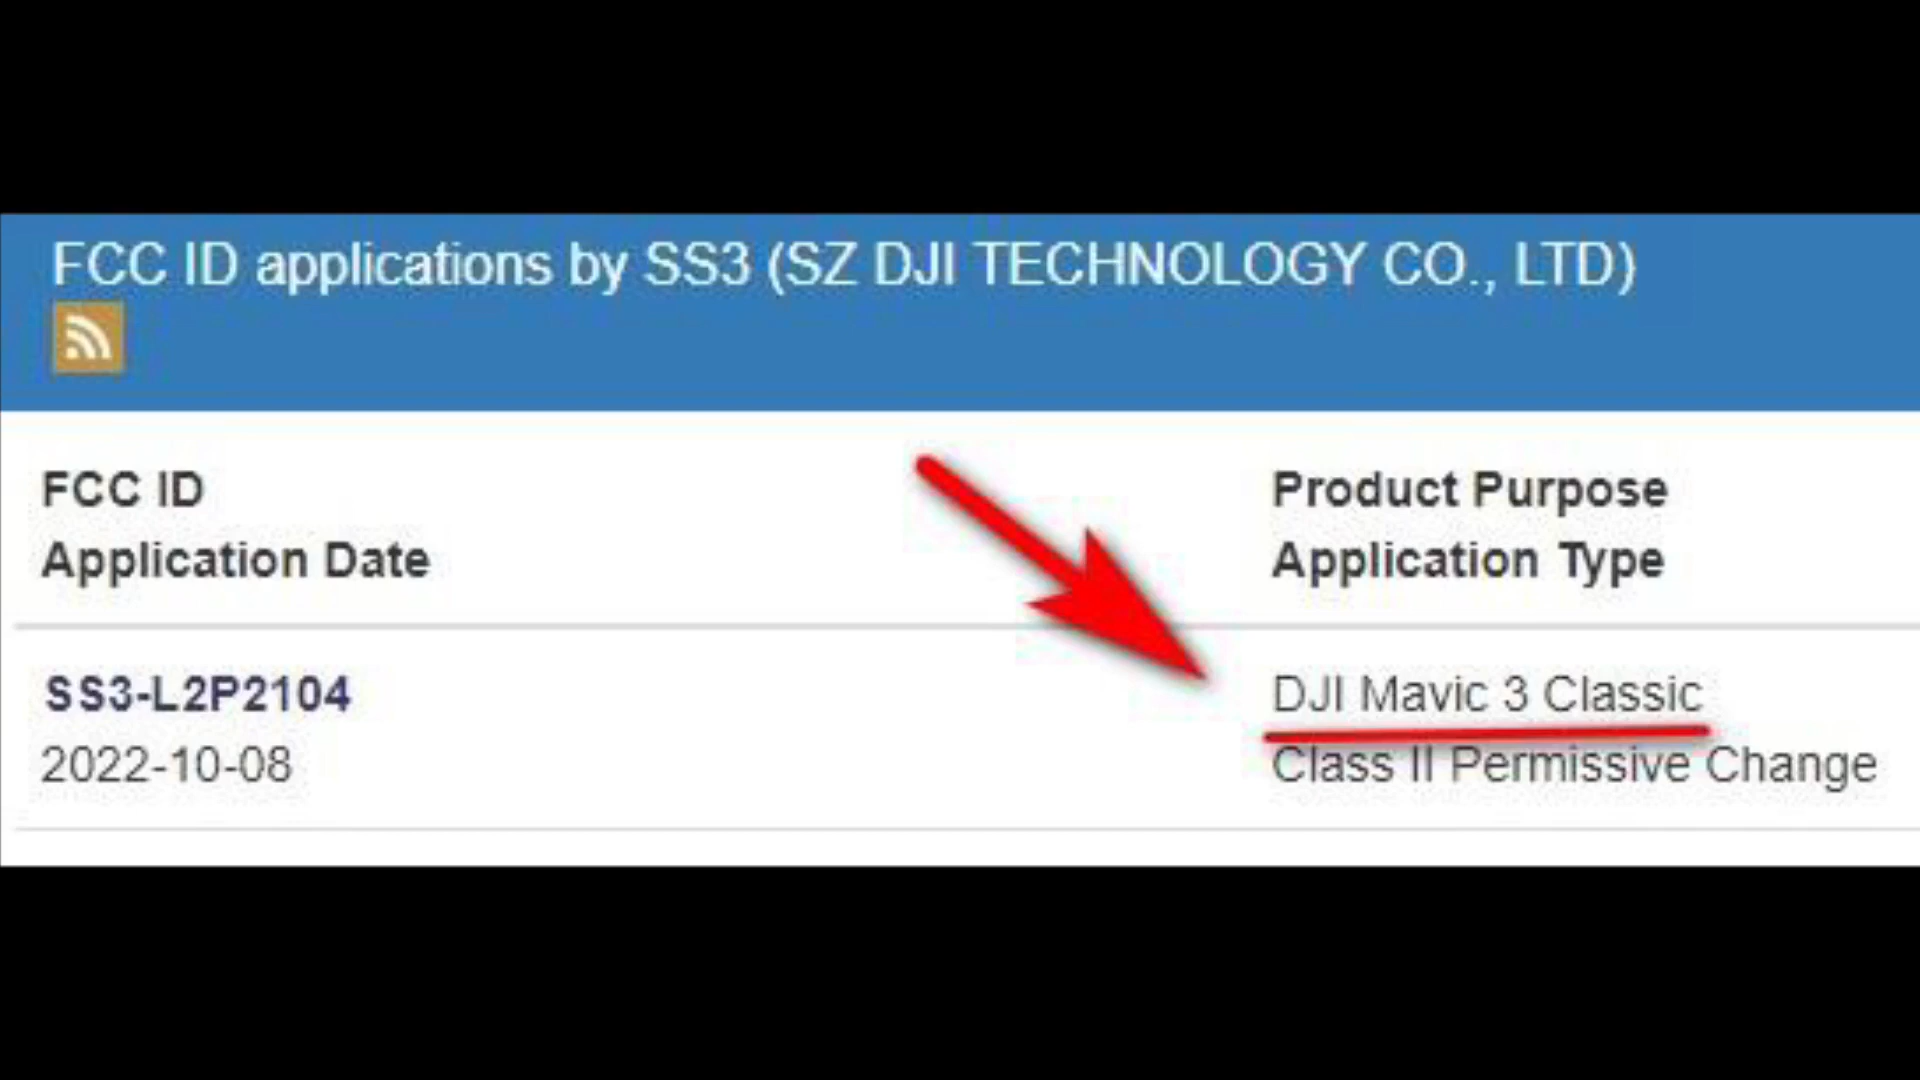 FCC ID applications by SS3 (SZ DJI TECHNOLOGY CO., LTD)
FCC ID
Application Date
Product Purpose
Application Type
SS3-L2P2104
2022-10-08
DJI Mavic 3 Classic
Class II Permissive Change